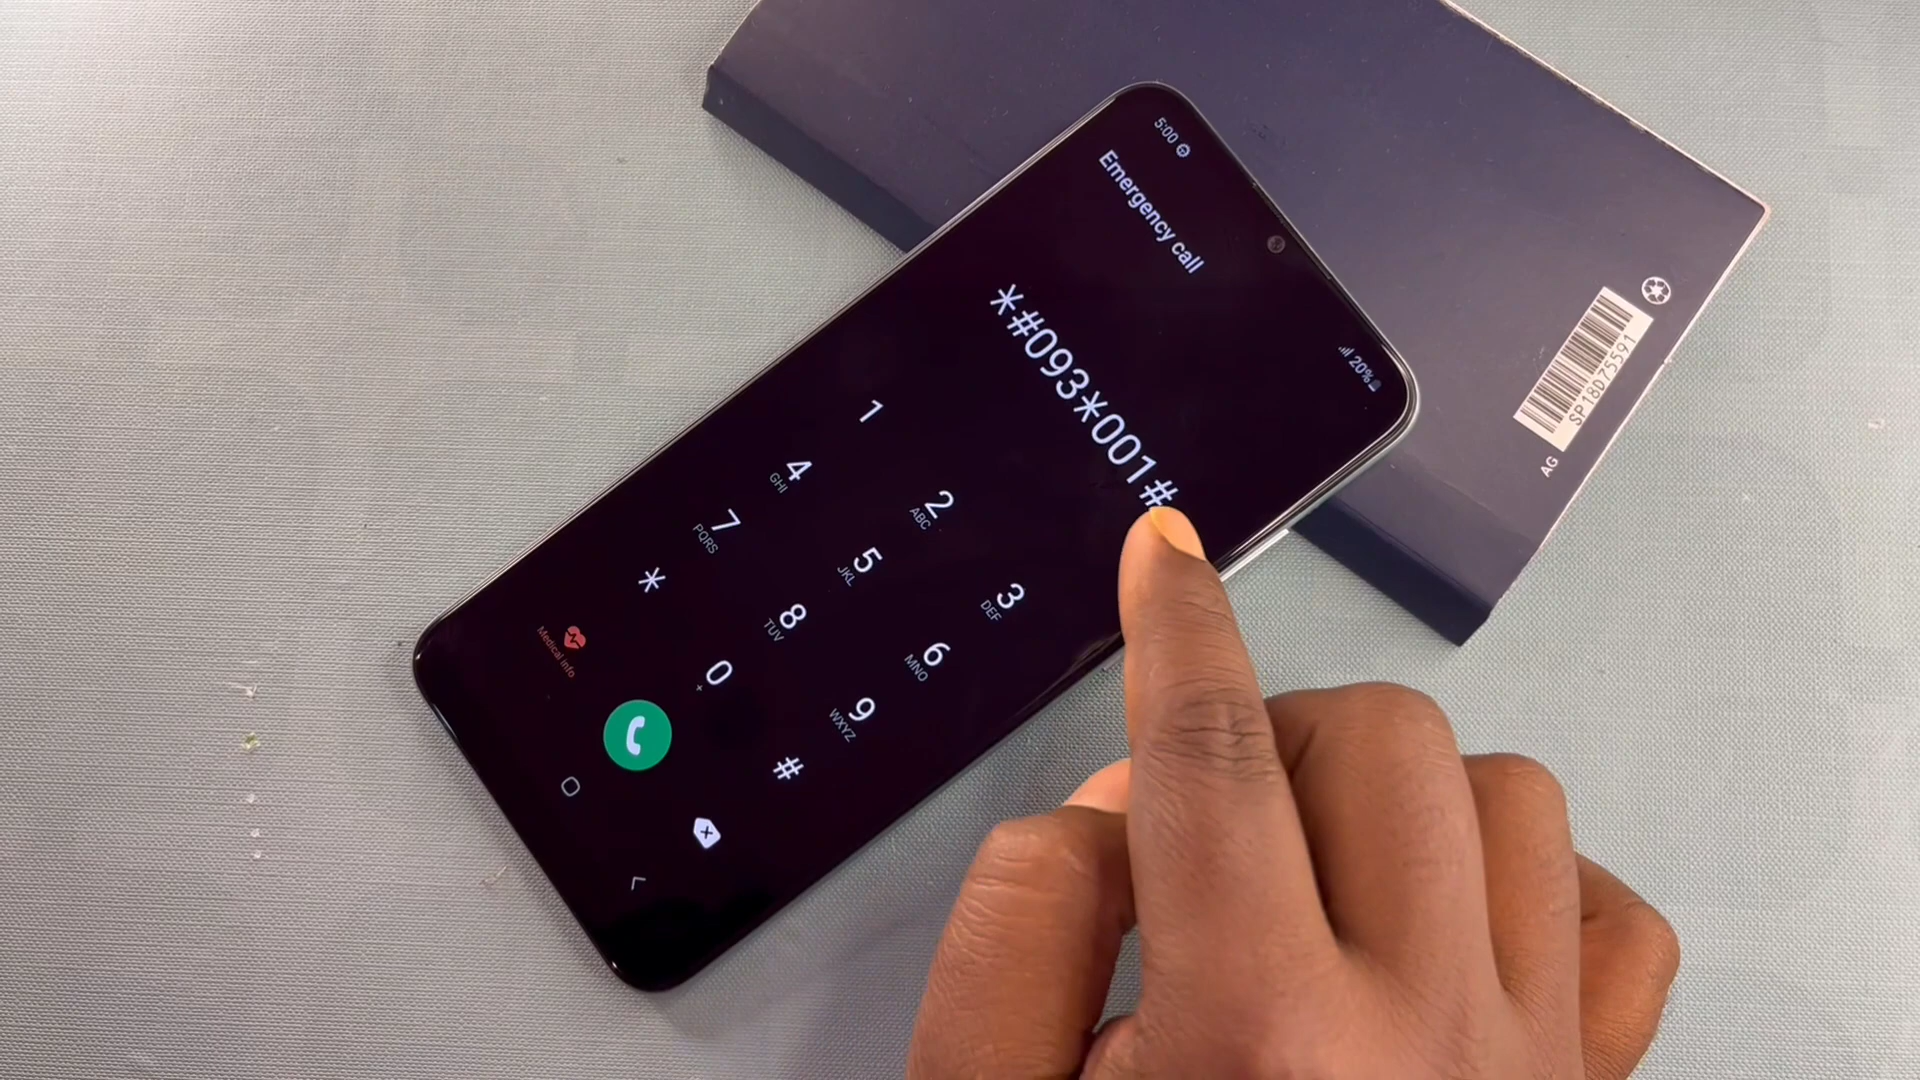 5:00
20%
Emergency call
*#093*001#
1
2
ABC
3
DEF
4
GHI
5
JKL
6
MNO
7
PQRS
8
TUV
9
WXYZ
*
0
+
#
Medical info
SP18D75591
AG